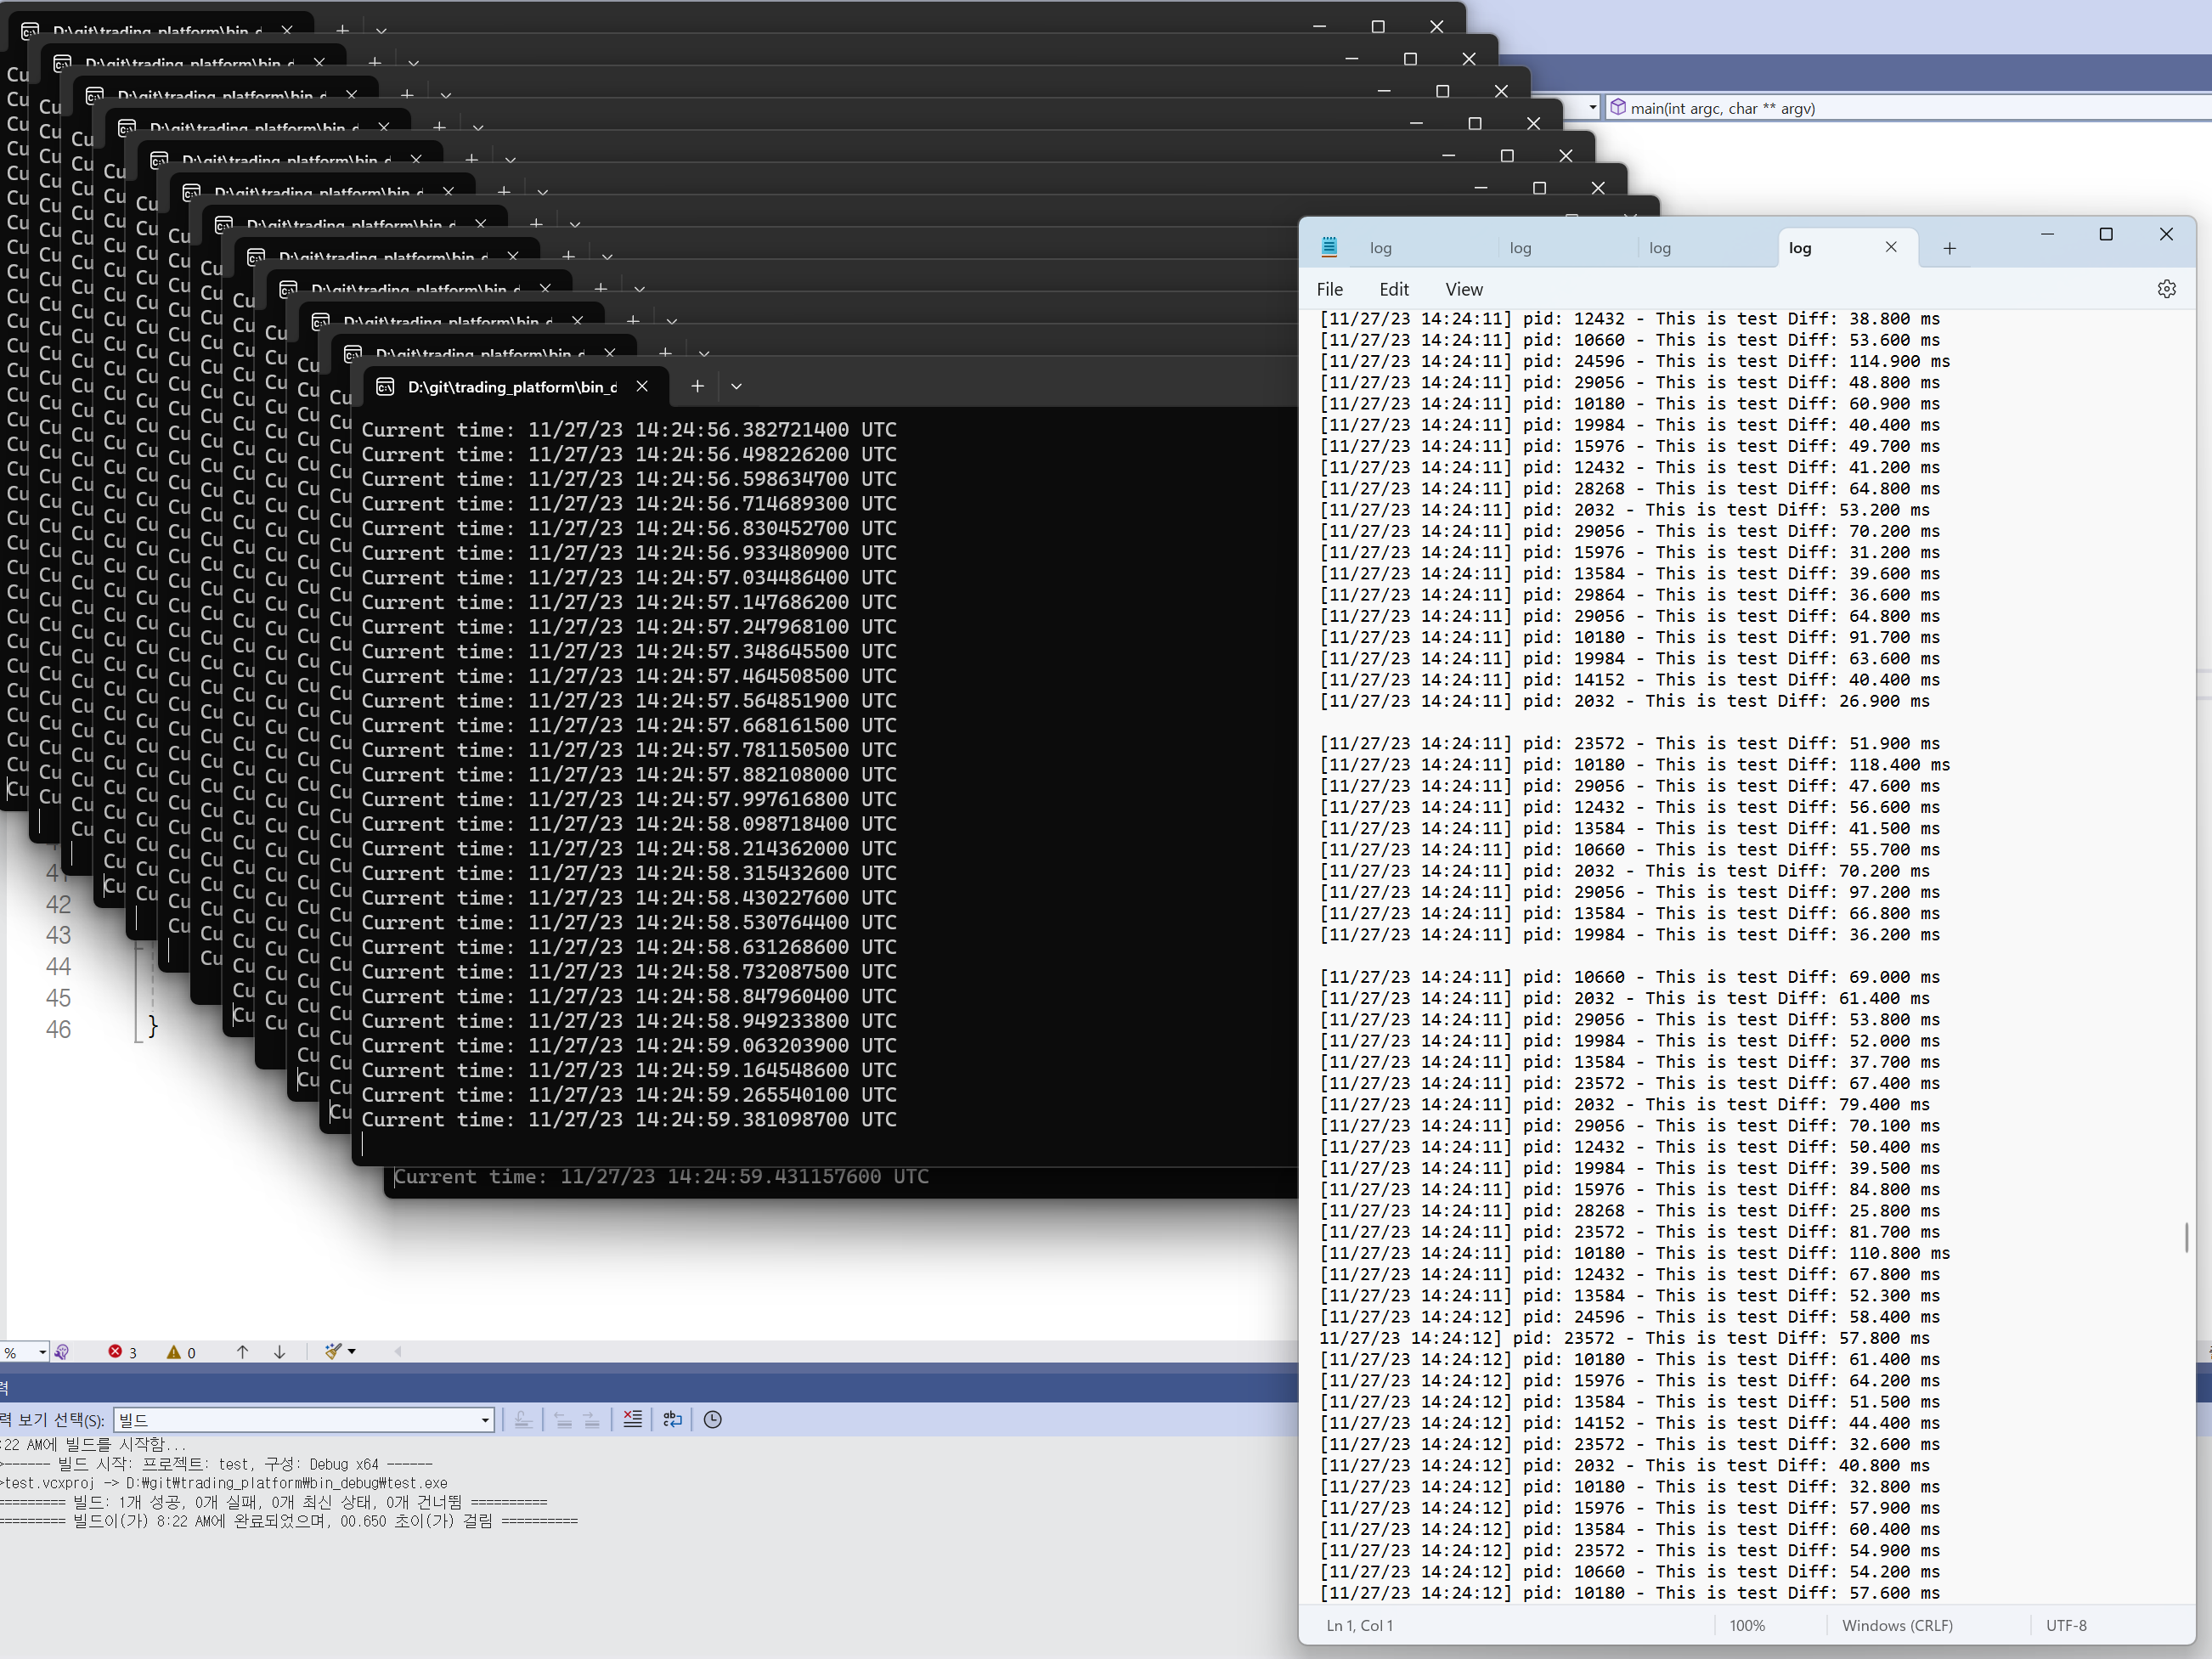 D:\git\trading_platform\bin_d
D:\git\trading_platform\bin_d
D:\git\trading_platform\bin_d
D:\git\trading_platform\bin_d
D:\git\trading_platform\bin_d
D:\git\trading_platform\bin_d
D:\git\trading_platform\bin_d
D:\git\trading_platform\bin_d
D:\git\trading_platform\bin_d
D:\git\trading_platform\bin_d
D:\git\trading_platform\bin_d
D:\git\trading_platform\bin_d
main(int argc, char ** argv)
Current time: 11/27/23 14:24:56.382721400 UTC
Current time: 11/27/23 14:24:56.498226200 UTC
Current time: 11/27/23 14:24:56.598634700 UTC
Current time: 11/27/23 14:24:56.714689300 UTC
Current time: 11/27/23 14:24:56.830452700 UTC
Current time: 11/27/23 14:24:56.933480900 UTC
Current time: 11/27/23 14:24:57.034486400 UTC
Current time: 11/27/23 14:24:57.147686200 UTC
Current time: 11/27/23 14:24:57.247968100 UTC
Current time: 11/27/23 14:24:57.348645500 UTC
Current time: 11/27/23 14:24:57.464508500 UTC
Current time: 11/27/23 14:24:57.564851900 UTC
Current time: 11/27/23 14:24:57.668161500 UTC
Current time: 11/27/23 14:24:57.781150500 UTC
Current time: 11/27/23 14:24:57.882108000 UTC
Current time: 11/27/23 14:24:57.997616800 UTC
Current time: 11/27/23 14:24:58.098718400 UTC
Current time: 11/27/23 14:24:58.214362000 UTC
Current time: 11/27/23 14:24:58.315432600 UTC
Current time: 11/27/23 14:24:58.430227600 UTC
Current time: 11/27/23 14:24:58.530764400 UTC
Current time: 11/27/23 14:24:58.631268600 UTC
Current time: 11/27/23 14:24:58.732087500 UTC
Current time: 11/27/23 14:24:58.847960400 UTC
Current time: 11/27/23 14:24:58.949233800 UTC
Current time: 11/27/23 14:24:59.063203900 UTC
Current time: 11/27/23 14:24:59.164548600 UTC
Current time: 11/27/23 14:24:59.265540100 UTC
Current time: 11/27/23 14:24:59.381098700 UTC
Current time: 11/27/23 14:24:59.431157600 UTC
42
43
44
45
46
}
% 3 0
력 보기 선택(S): 빌드
:22 AM에 빌드를 시작함...
>------ 빌드 시작: 프로젝트: test, 구성: Debug x64 ------
>test.vcxproj -> D:\git\trading_platform\bin_debug\test.exe
========= 빌드: 1개 성공, 0개 실패, 0개 최신 상태, 0개 건너뜀 ==========
========= 빌드이(가) 8:22 AM에 완료되었으며, 00.650 초이(가) 걸림 ==========
log log log log
File Edit View
[11/27/23 14:24:11] pid: 12432 - This is test Diff: 38.800 ms
[11/27/23 14:24:11] pid: 10660 - This is test Diff: 53.600 ms
[11/27/23 14:24:11] pid: 24596 - This is test Diff: 114.900 ms
[11/27/23 14:24:11] pid: 29056 - This is test Diff: 48.800 ms
[11/27/23 14:24:11] pid: 10180 - This is test Diff: 60.900 ms
[11/27/23 14:24:11] pid: 19984 - This is test Diff: 40.400 ms
[11/27/23 14:24:11] pid: 15976 - This is test Diff: 49.700 ms
[11/27/23 14:24:11] pid: 12432 - This is test Diff: 41.200 ms
[11/27/23 14:24:11] pid: 28268 - This is test Diff: 64.800 ms
[11/27/23 14:24:11] pid: 2032 - This is test Diff: 53.200 ms
[11/27/23 14:24:11] pid: 29056 - This is test Diff: 70.200 ms
[11/27/23 14:24:11] pid: 15976 - This is test Diff: 31.200 ms
[11/27/23 14:24:11] pid: 13584 - This is test Diff: 39.600 ms
[11/27/23 14:24:11] pid: 29864 - This is test Diff: 36.600 ms
[11/27/23 14:24:11] pid: 29056 - This is test Diff: 64.800 ms
[11/27/23 14:24:11] pid: 10180 - This is test Diff: 91.700 ms
[11/27/23 14:24:11] pid: 19984 - This is test Diff: 63.600 ms
[11/27/23 14:24:11] pid: 14152 - This is test Diff: 40.400 ms
[11/27/23 14:24:11] pid: 2032 - This is test Diff: 26.900 ms
[11/27/23 14:24:11] pid: 23572 - This is test Diff: 51.900 ms
[11/27/23 14:24:11] pid: 10180 - This is test Diff: 118.400 ms
[11/27/23 14:24:11] pid: 29056 - This is test Diff: 47.600 ms
[11/27/23 14:24:11] pid: 12432 - This is test Diff: 56.600 ms
[11/27/23 14:24:11] pid: 13584 - This is test Diff: 41.500 ms
[11/27/23 14:24:11] pid: 10660 - This is test Diff: 55.700 ms
[11/27/23 14:24:11] pid: 2032 - This is test Diff: 70.200 ms
[11/27/23 14:24:11] pid: 29056 - This is test Diff: 97.200 ms
[11/27/23 14:24:11] pid: 13584 - This is test Diff: 66.800 ms
[11/27/23 14:24:11] pid: 19984 - This is test Diff: 36.200 ms
[11/27/23 14:24:11] pid: 10660 - This is test Diff: 69.000 ms
[11/27/23 14:24:11] pid: 2032 - This is test Diff: 61.400 ms
[11/27/23 14:24:11] pid: 29056 - This is test Diff: 53.800 ms
[11/27/23 14:24:11] pid: 19984 - This is test Diff: 52.000 ms
[11/27/23 14:24:11] pid: 13584 - This is test Diff: 37.700 ms
[11/27/23 14:24:11] pid: 23572 - This is test Diff: 67.400 ms
[11/27/23 14:24:11] pid: 2032 - This is test Diff: 79.400 ms
[11/27/23 14:24:11] pid: 29056 - This is test Diff: 70.100 ms
[11/27/23 14:24:11] pid: 12432 - This is test Diff: 50.400 ms
[11/27/23 14:24:11] pid: 19984 - This is test Diff: 39.500 ms
[11/27/23 14:24:11] pid: 15976 - This is test Diff: 84.800 ms
[11/27/23 14:24:11] pid: 28268 - This is test Diff: 25.800 ms
[11/27/23 14:24:11] pid: 23572 - This is test Diff: 81.700 ms
[11/27/23 14:24:11] pid: 10180 - This is test Diff: 110.800 ms
[11/27/23 14:24:11] pid: 12432 - This is test Diff: 67.800 ms
[11/27/23 14:24:11] pid: 13584 - This is test Diff: 52.300 ms
[11/27/23 14:24:12] pid: 24596 - This is test Diff: 58.400 ms
11/27/23 14:24:12] pid: 23572 - This is test Diff: 57.800 ms
[11/27/23 14:24:12] pid: 10180 - This is test Diff: 61.400 ms
[11/27/23 14:24:12] pid: 15976 - This is test Diff: 64.200 ms
[11/27/23 14:24:12] pid: 13584 - This is test Diff: 51.500 ms
[11/27/23 14:24:12] pid: 14152 - This is test Diff: 44.400 ms
[11/27/23 14:24:12] pid: 23572 - This is test Diff: 32.600 ms
[11/27/23 14:24:12] pid: 2032 - This is test Diff: 40.800 ms
[11/27/23 14:24:12] pid: 10180 - This is test Diff: 32.800 ms
[11/27/23 14:24:12] pid: 15976 - This is test Diff: 57.900 ms
[11/27/23 14:24:12] pid: 13584 - This is test Diff: 60.400 ms
[11/27/23 14:24:12] pid: 23572 - This is test Diff: 54.900 ms
[11/27/23 14:24:12] pid: 10660 - This is test Diff: 54.200 ms
[11/27/23 14:24:12] pid: 10180 - This is test Diff: 57.600 ms
Ln 1, Col 1 100% Windows (CRLF) UTF-8